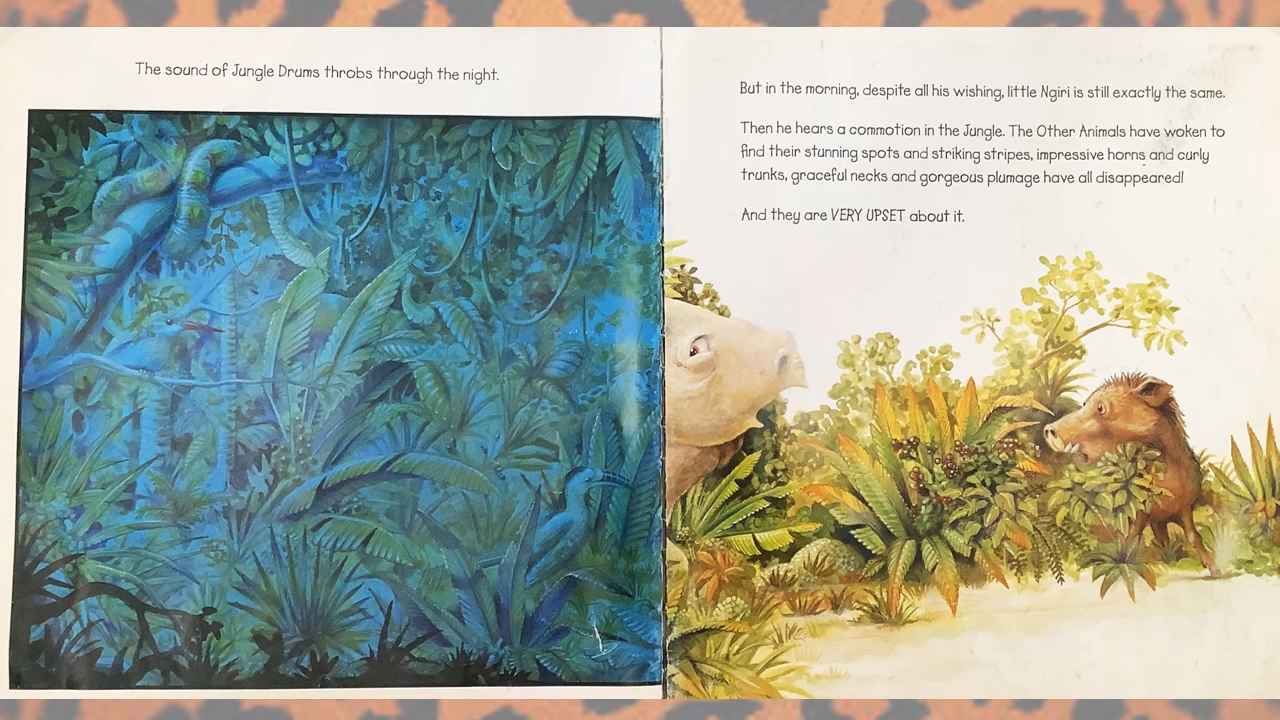 The sound of Jungle Drums throbs through the night.
But in the morning, despite all his wishing, little Ngiri is still exactly the same.
Then he hears a commotion in the Jungle. The Other Animals have woken to
find their stunning spots and striking stripes, impressive horns and curly
trunks, graceful necks and gorgeous plumage have all disappeared!
And they are VERY UPSET about it.